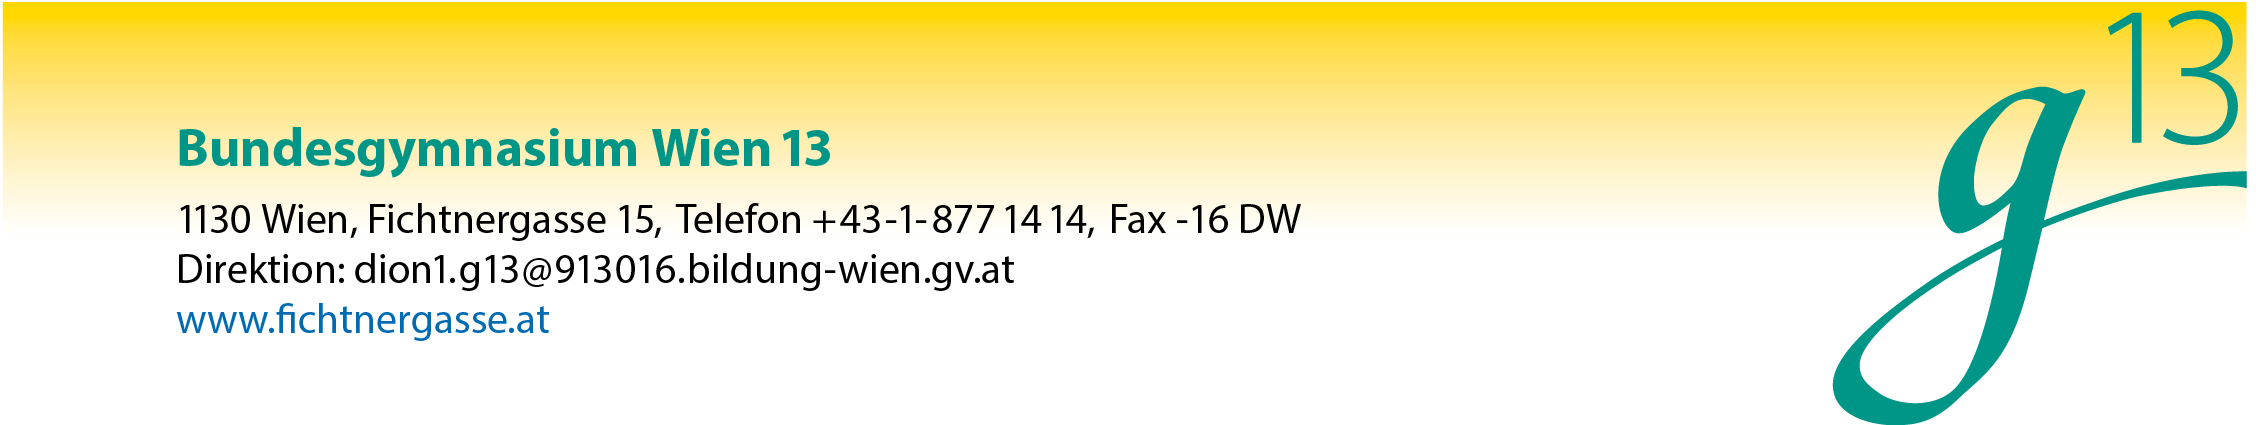 g13
Bundesgymnasium Wien 13
1130 Wien, Fichtnergasse 15, Telefon +43-1-877 14 14, Fax -16 DW
Direktion: dion1.g13@913016.bildung-wien.gv.at
www.fichtnergasse.at